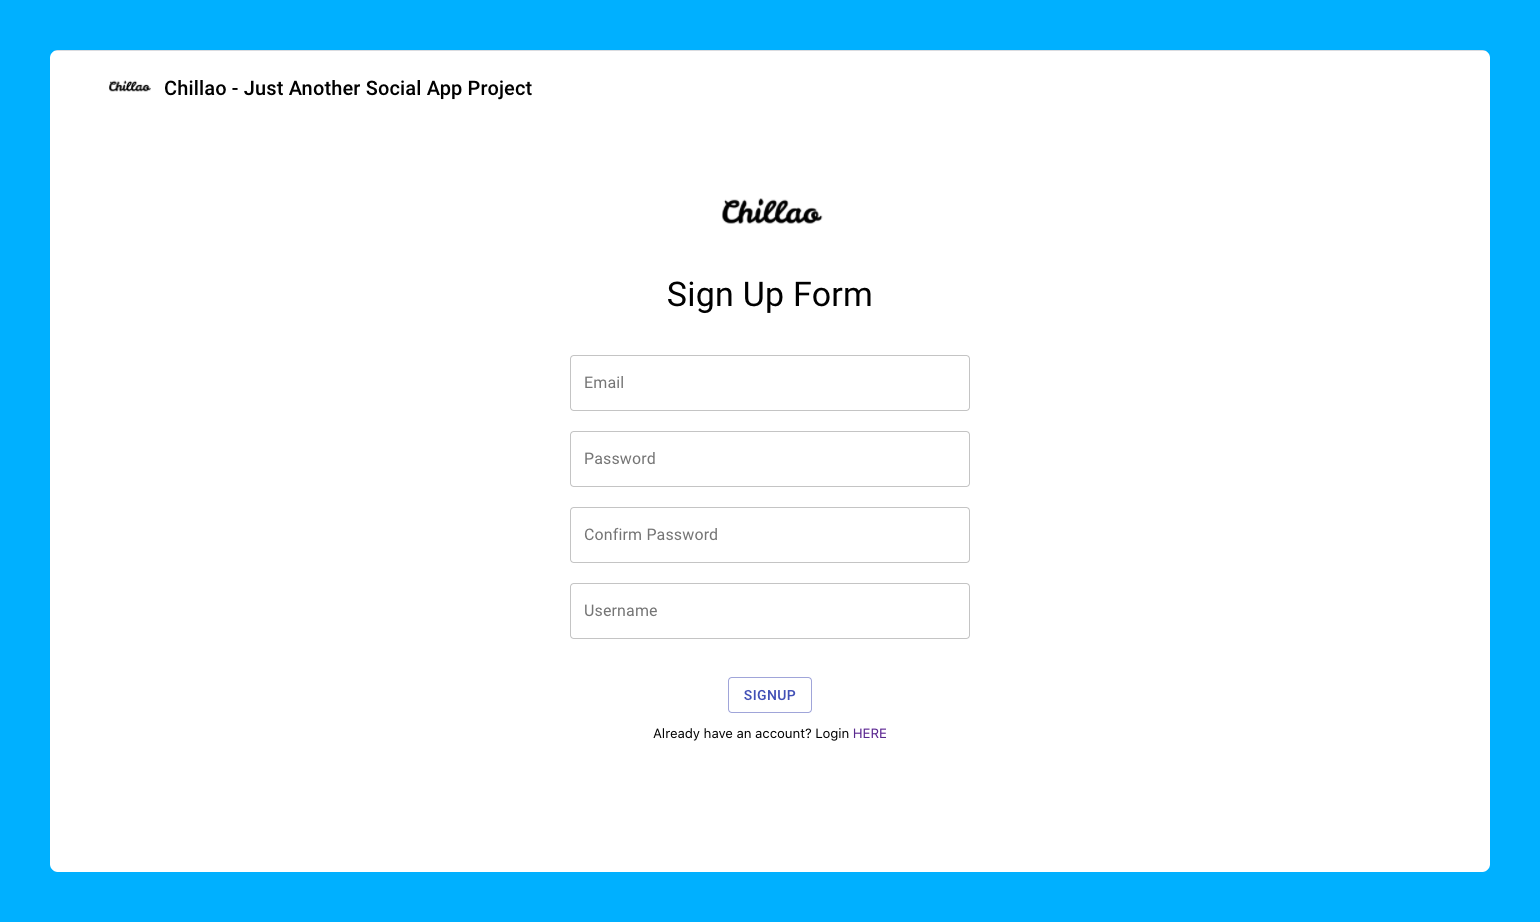 Chillao Chillao - Just Another Social App Project
Chillao
Sign Up Form
Email
Password
Confirm Password
Username
SIGNUP
Already have an account? Login HERE